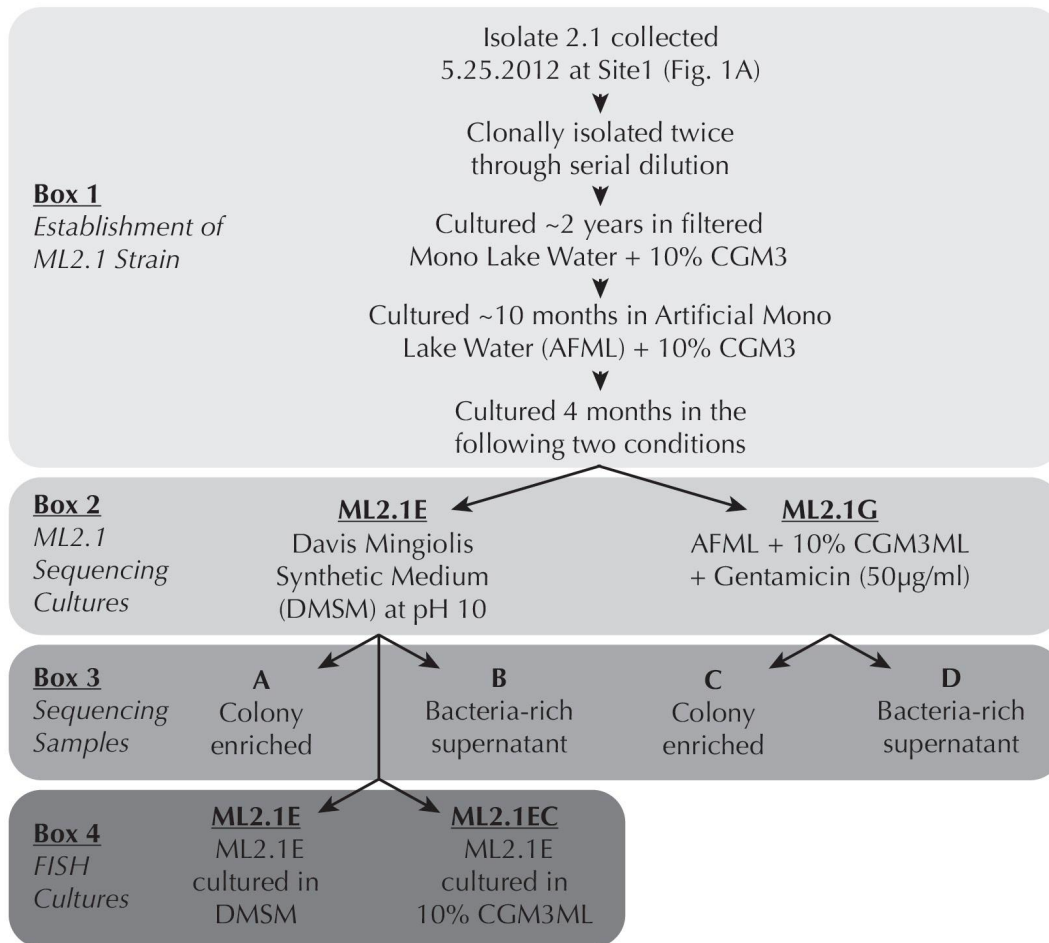 Isolate 2.1 collected
5.25.2012 at Site1 (Fig. 1A)
Clonally isolated twice
through serial dilution
Box 1
Establishment of
ML2.1 Strain
Cultured ~2 years in filtered
Mono Lake Water + 10% CGM3
Cultured ~10 months in Artificial Mono
Lake Water (AFML) + 10% CGM3
Cultured 4 months in the
following two conditions
Box 2
ML2.1
Sequencing
Cultures
ML2.1E
Davis Mingiolis
Synthetic Medium
(DMSM) at pH 10
ML2.1G
AFML + 10% CGM3ML
+ Gentamicin (50µg/ml)
Box 3
Sequencing
Samples
A
Colony
enriched
B
Bacteria-rich
supernatant
C
Colony
enriched
D
Bacteria-rich
supernatant
Box 4
FISH
Cultures
ML2.1E
ML2.1E
cultured in
DMSM
ML2.1EC
ML2.1E
cultured in
10% CGM3ML